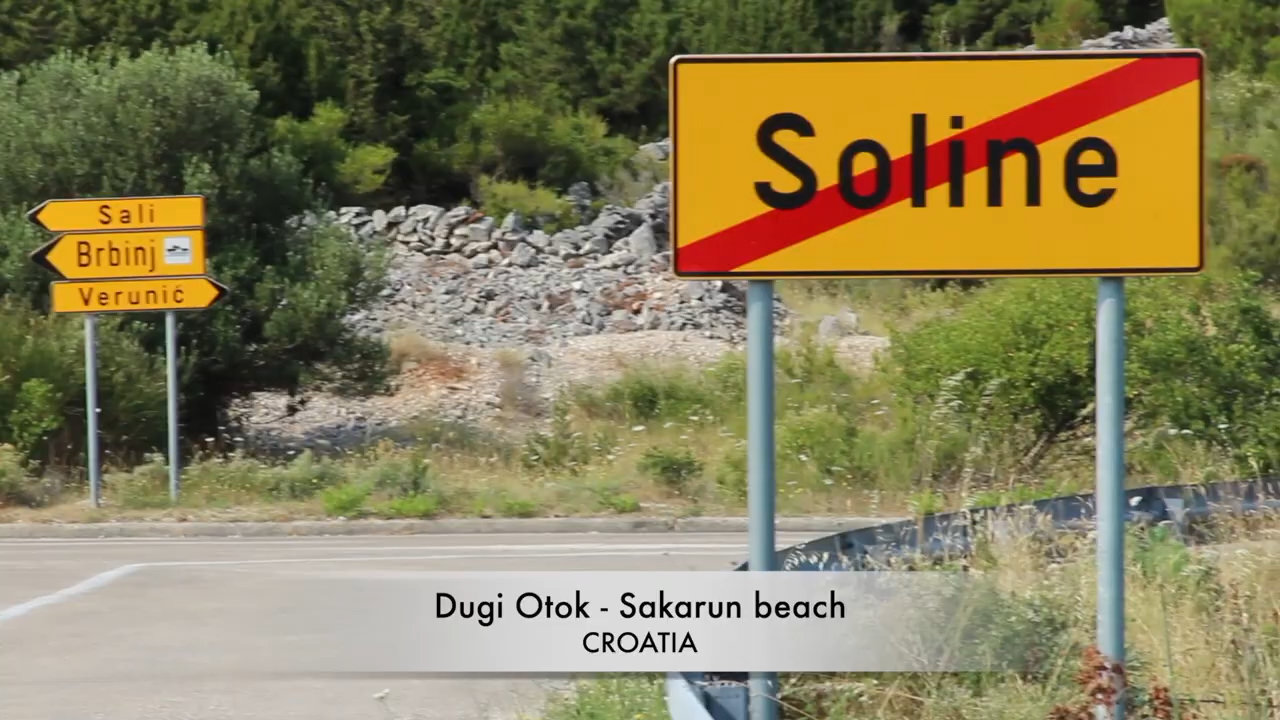 Soline
Sali
Brbinj
Verunić
Dugi Otok - Sakarun beach
CROATIA